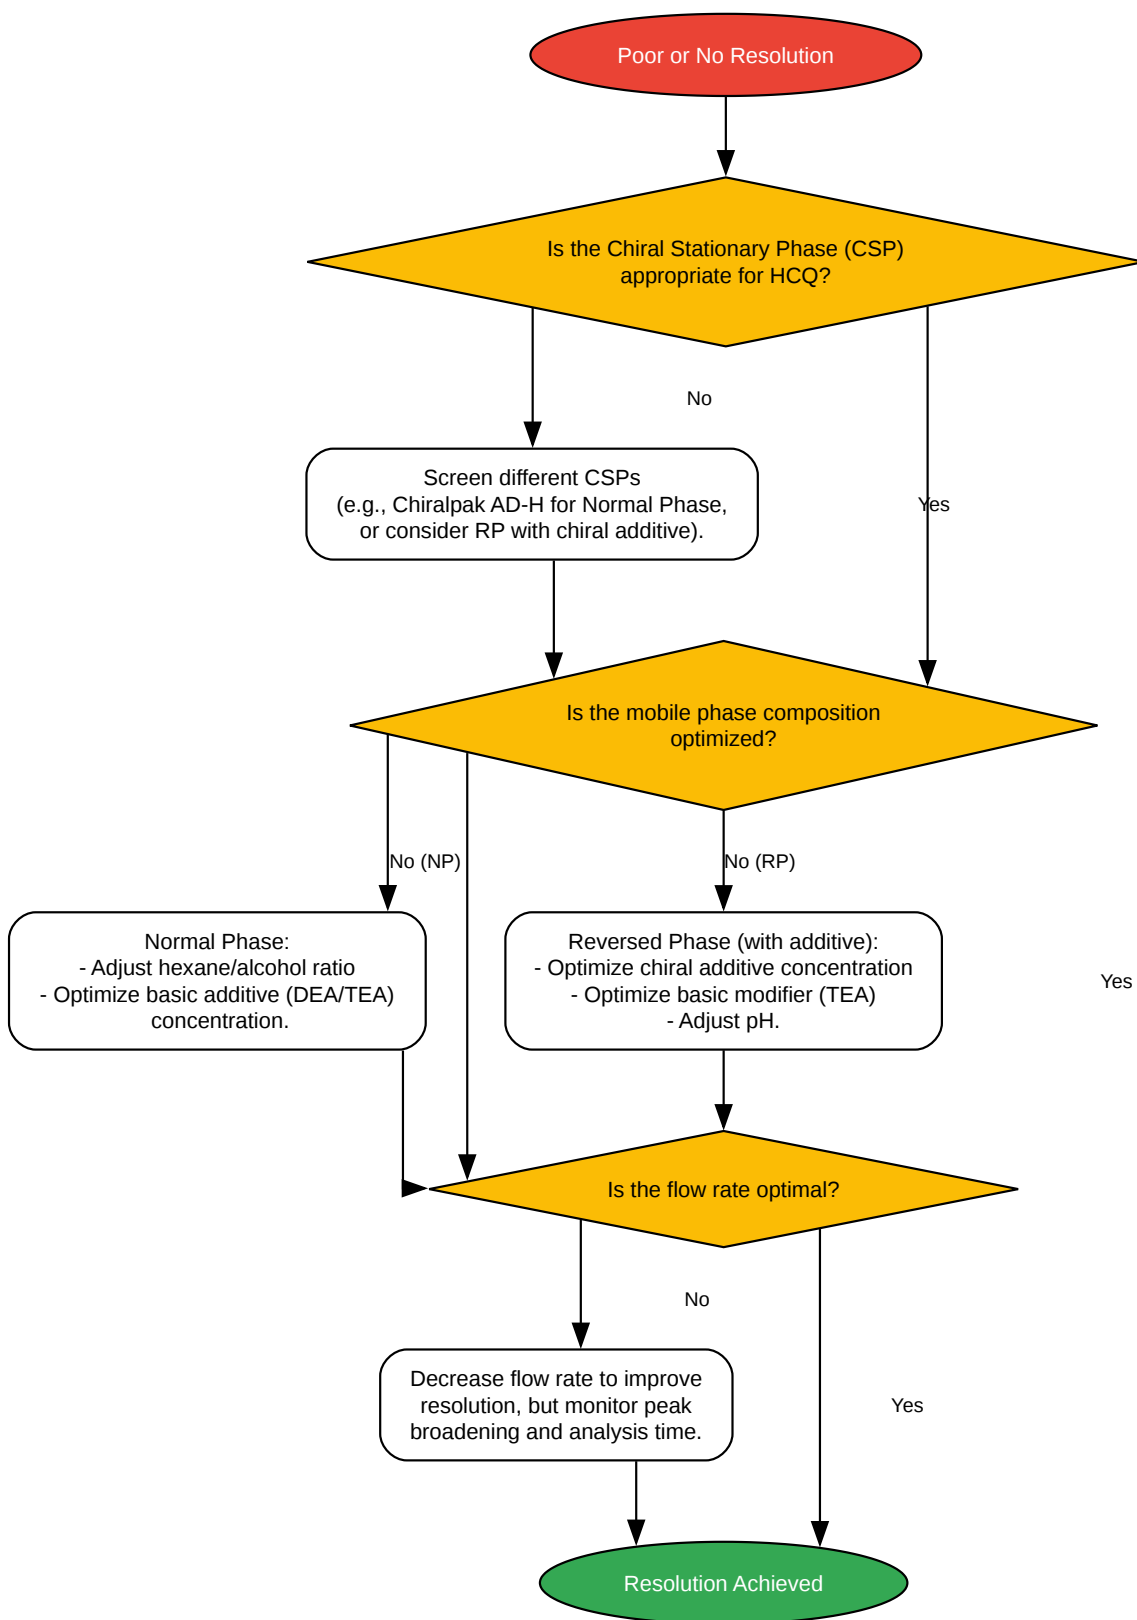 Poor or No Resolution
Is the Chiral Stationary Phase (CSP)
appropriate for HCQ?
No
Screen different CSPs
(e.g., Chiralpak AD-H for Normal Phase,
or consider RP with chiral additive).
Yes
Is the mobile phase composition
optimized?
No (NP)
No (RP)
Normal Phase:
- Adjust hexane/alcohol ratio
- Optimize basic additive (DEA/TEA)
concentration.
Reversed Phase (with additive):
- Optimize chiral additive concentration
- Optimize basic modifier (TEA)
- Adjust pH.
Yes
Is the flow rate optimal?
No
Decrease flow rate to improve
resolution, but monitor peak
broadening and analysis time.
Yes
Resolution Achieved